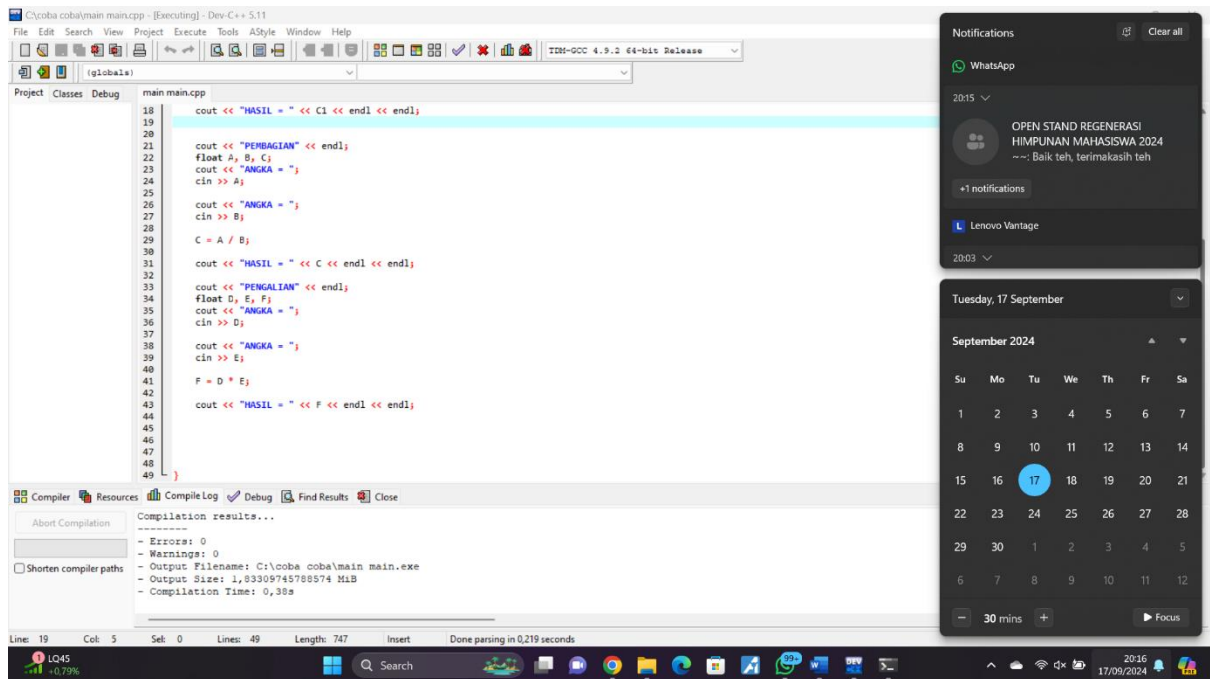 C:\coba coba\main main.cpp - [Executing] - Dev-C++ 5.11
File Edit Search View Project Execute Tools AStyle Window Help
TDM-GCC 4.9.2 64-bit Release
(globals)
Project Classes Debug
main main.cpp
18 cout << "HASIL = " << C1 << endl << endl;
19
20
21 cout << "PEMBAGIAN" << endl;
22 float A, B, C;
23 cout << "ANGKA = ";
24 cin >> A;
25
26 cout << "ANGKA = ";
27 cin >> B;
28
29 C = A / B;
30
31 cout << "HASIL = " << C << endl << endl;
32
33 cout << "PENGALIAN" << endl;
34 float D, E, F;
35 cout << "ANGKA = ";
36 cin >> D;
37
38 cout << "ANGKA = ";
39 cin >> E;
40
41 F = D * E;
42
43 cout << "HASIL = " << F << endl << endl;
44
45
46
47
48
49 }
Compiler Resources Compile Log Debug Find Results Close
Abort Compilation
Shorten compiler paths
Compilation results...
--------
- Errors: 0
- Warnings: 0
- Output Filename: C:\coba coba\main main.exe
- Output Size: 1,83309745788574 MiB
- Compilation Time: 0,38s
Line: 19 Col: 5 Sel: 0 Lines: 49 Length: 747 Insert Done parsing in 0,219 seconds
Notifications Clear all
WhatsApp
20:15
OPEN STAND REGENERASI
HIMPUNAN MAHASISWA 2024
~~: Baik teh, terimakasih teh
+1 notifications
L Lenovo Vantage
20:03
Tuesday, 17 September
September 2024
Su Mo Tu We Th Fr Sa
1 2 3 4 5 6 7
8 9 10 11 12 13 14
15 16 17 18 19 20 21
22 23 24 25 26 27 28
29 30 1 2 3 4 5
6 7 8 9 10 11 12
30 mins
Focus
1
LQ45
+0,79%
Search
99+
DEV
20:16
17/09/2024
PRE